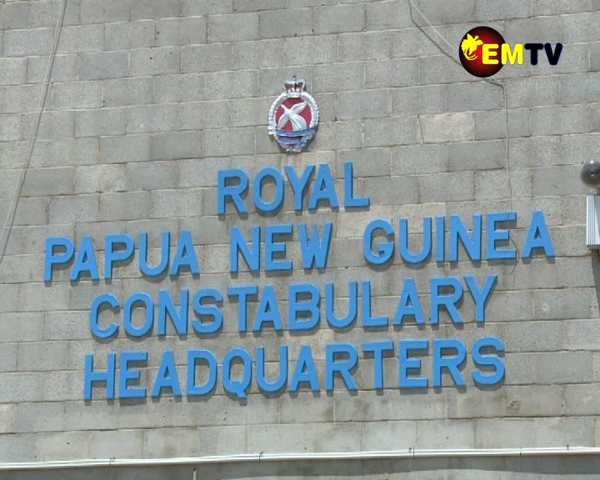 EMTV
ROYAL
PAPUA NEW GUINEA
CONSTABULARY
HEADQUARTERS